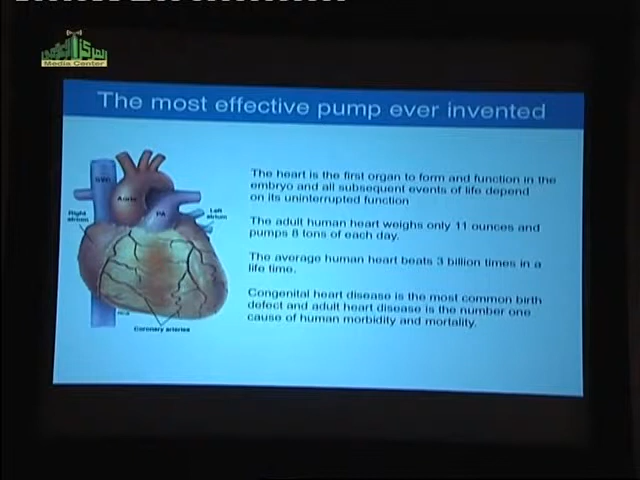 المركز الإعلامي
Media Center
The most effective pump ever invented
SVC
Aorta
PA
Right
atrium
Left
atrium
Coronary arteries
The heart is the first organ to form and function in the
embryo and all subsequent events of life depend
on its uninterrupted function
The adult human heart weighs only 11 ounces and
pumps 8 tons of each day.
The average human heart beats 3 billion times in a
life time.
Congenital heart disease is the most common birth
defect and adult heart disease is the number one
cause of human morbidity and mortality.